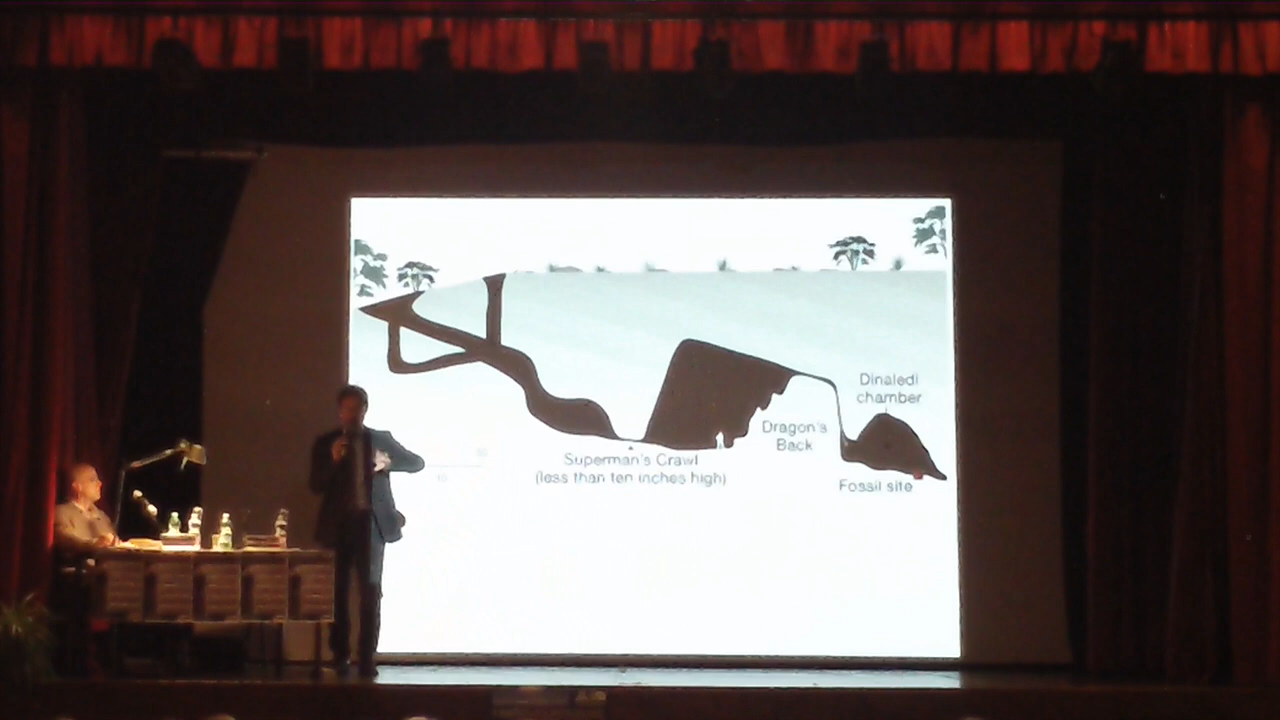 Dinaledi
chamber
Dragon's
Back
Superman's Crawl
(less than ten inches high)
Fossil site